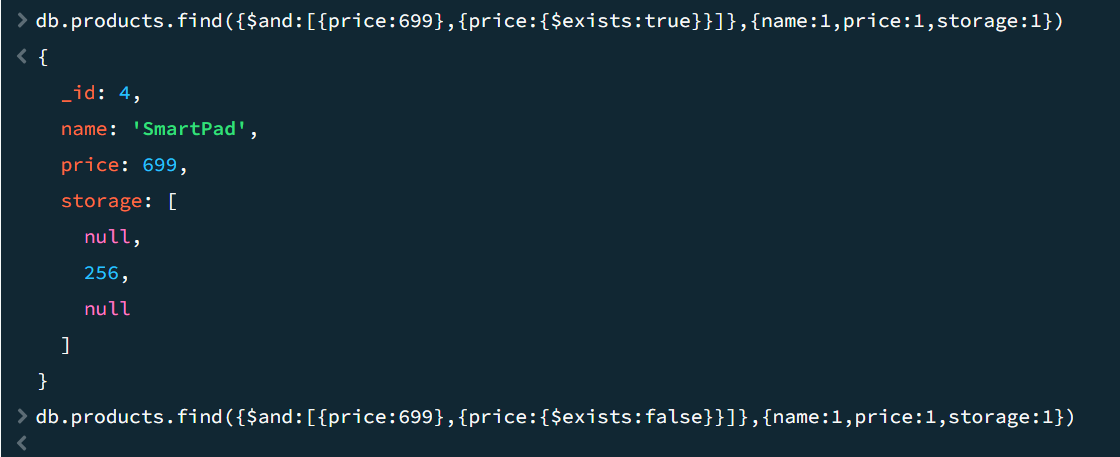 > db.products.find({$and:[{price:699},{price:{$exists:true}}]},{name:1,price:1,storage:1})
< {
_id: 4,
name: 'SmartPad',
price: 699,
storage: [
null,
256,
null
]
}
> db.products.find({$and:[{price:699},{price:{$exists:false}}]},{name:1,price:1,storage:1})
<